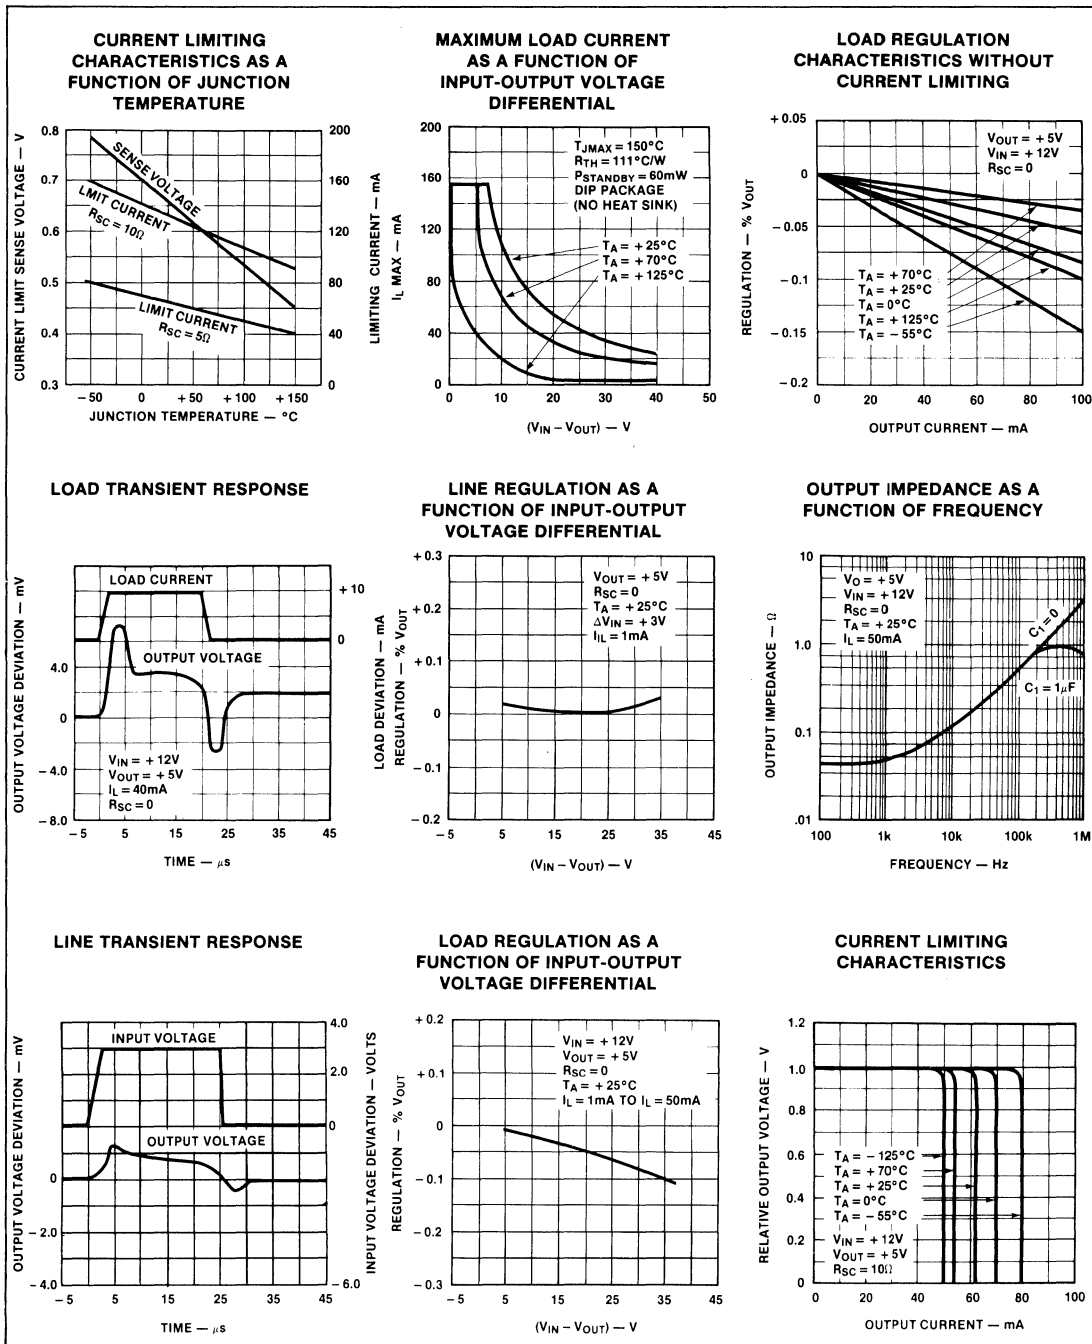 CURRENT LIMITING
CHARACTERISTICS AS A
FUNCTION OF JUNCTION
TEMPERATURE
0.8
0.7
0.6
0.5
0.4
0.3
200
160
120
80
40
0
CURRENT LIMIT SENSE VOLTAGE — V
LIMITING CURRENT — mA
SENSE VOLTAGE
LMIT CURRENT
RSC = 10Ω
LIMIT CURRENT
RSC = 5Ω
−50 0 +50 +100 +150
JUNCTION TEMPERATURE — °C
MAXIMUM LOAD CURRENT
AS A FUNCTION OF
INPUT-OUTPUT VOLTAGE
DIFFERENTIAL
200
160
120
80
40
0
IL MAX — mA
TJMAX = 150°C
RTH = 111°C/W
PSTANDBY = 60mW
DIP PACKAGE
(NO HEAT SINK)
TA = +25°C
TA = +70°C
TA = +125°C
0 10 20 30 40 50
(VIN − VOUT) — V
LOAD REGULATION
CHARACTERISTICS WITHOUT
CURRENT LIMITING
+0.05
0
−0.05
−0.1
−0.15
−0.2
REGULATION — % VOUT
VOUT = +5V
VIN = +12V
RSC = 0
TA = +70°C
TA = +25°C
TA = 0°C
TA = +125°C
TA = −55°C
0 20 40 60 80 100
OUTPUT CURRENT — mA
LOAD TRANSIENT RESPONSE
OUTPUT VOLTAGE DEVIATION — mV
LOAD DEVIATION — mA
4.0
0
−4.0
−8.0
+10
0
LOAD CURRENT
OUTPUT VOLTAGE
VIN = +12V
VOUT = +5V
IL = 40mA
RSC = 0
−5 5 15 25 35 45
TIME — μs
LINE REGULATION AS A
FUNCTION OF INPUT-OUTPUT
VOLTAGE DIFFERENTIAL
+0.3
+0.2
+0.1
0
−0.1
−0.2
REGULATION — % VOUT
VOUT = +5V
RSC = 0
TA = +25°C
ΔVIN = +3V
IIL = 1mA
−5 5 15 25 35 45
(VIN − VOUT) — V
OUTPUT IMPEDANCE AS A
FUNCTION OF FREQUENCY
10
1.0
0.1
.01
OUTPUT IMPEDANCE — Ω
VO = +5V
VIN = +12V
RSC = 0
TA = +25°C
IL = 50mA
C1 = 0
C1 = 1μF
100 1k 10k 100k 1M
FREQUENCY — Hz
LINE TRANSIENT RESPONSE
OUTPUT VOLTAGE DEVIATION — mV
INPUT VOLTAGE DEVIATION — VOLTS
0
−2.0
−4.0
4.0
2.0
0
−6.0
INPUT VOLTAGE
OUTPUT VOLTAGE
−5 5 15 25 35 45
TIME — μs
LOAD REGULATION AS A
FUNCTION OF INPUT-OUTPUT
VOLTAGE DIFFERENTIAL
+0.2
+0.1
0
−0.1
−0.2
−0.3
REGULATION — % VOUT
VIN = +12V
VOUT = +5V
RSC = 0
TA = +25°C
IL = 1mA TO IL = 50mA
−5 5 15 25 35 45
(VIN − VOUT) — V
CURRENT LIMITING
CHARACTERISTICS
1.2
1.0
0.8
0.6
0.4
0.2
0
RELATIVE OUTPUT VOLTAGE — V
TA = −125°C
TA = +70°C
TA = +25°C
TA = 0°C
TA = −55°C
VIN = +12V
VOUT = +5V
RSC = 10Ω
0 20 40 60 80 100
OUTPUT CURRENT — mA